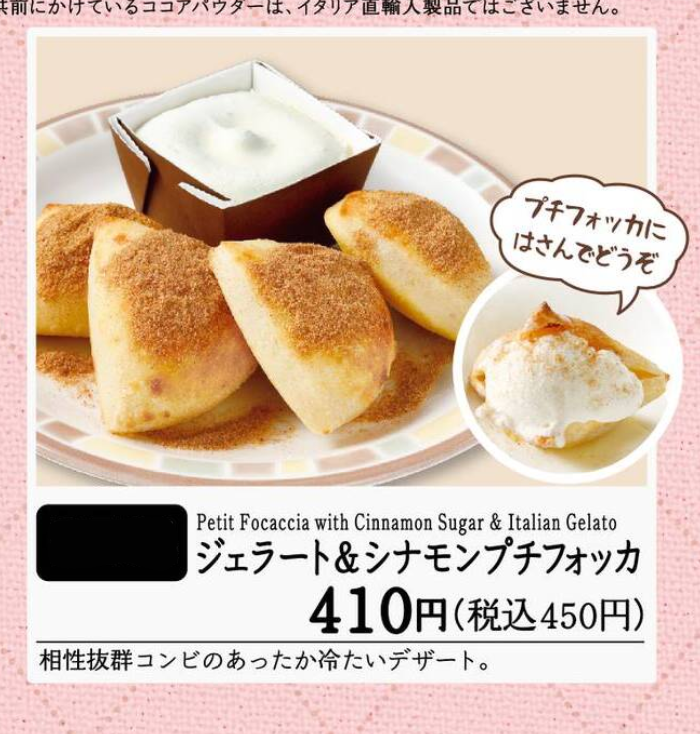 供前にかけているココアパウダーは、イタリア直輸入製品ではございません。
プチフォッカに
はさんでどうぞ
Petit Focaccia with Cinnamon Sugar & Italian Gelato
ジェラート&シナモンプチフォッカ
410円(税込450円)
相性抜群コンビのあったか冷たいデザート。